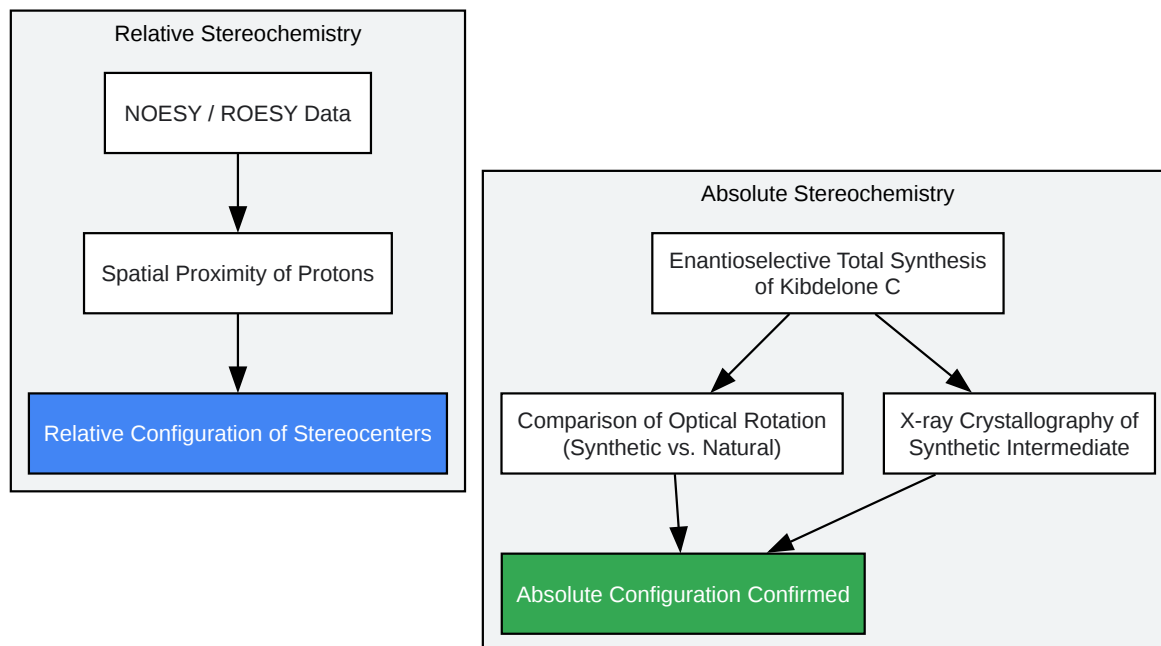 Relative Stereochemistry
NOESY / ROESY Data
Spatial Proximity of Protons
Relative Configuration of Stereocenters
Absolute Stereochemistry
Enantioselective Total Synthesis
of Kibdelone C
Comparison of Optical Rotation
(Synthetic vs. Natural)
X-ray Crystallography of
Synthetic Intermediate
Absolute Configuration Confirmed